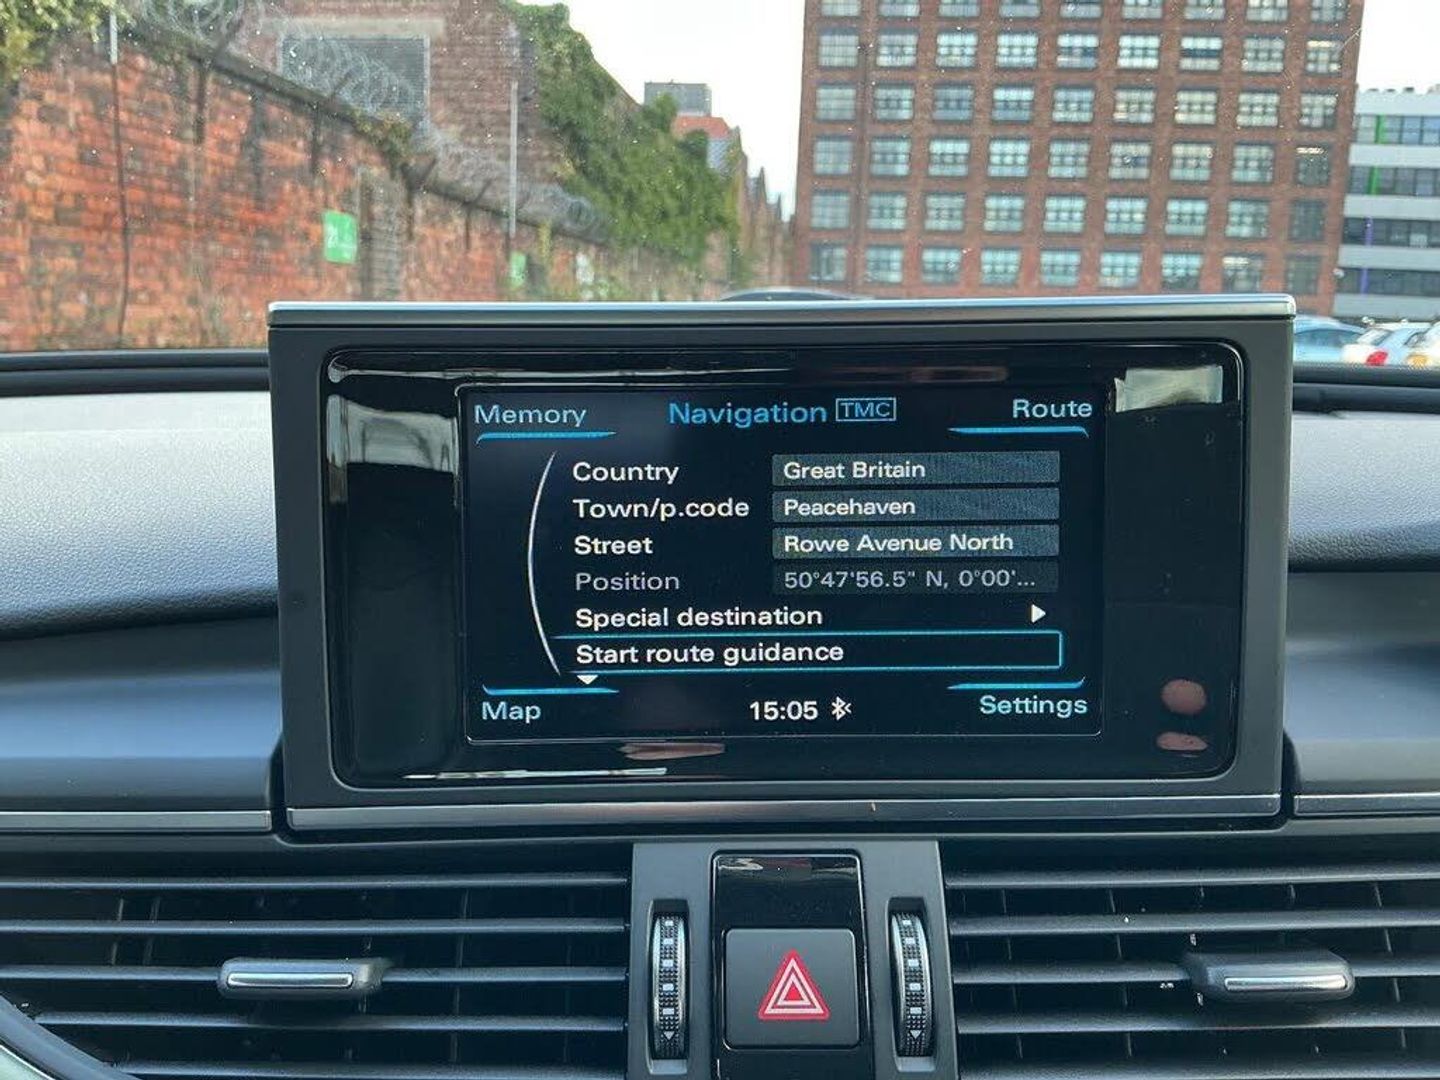 Memory Navigation TMC Route
Country Great Britain
Town/p.code Peacehaven
Street Rowe Avenue North
Position 50°47'56.5" N, 0°00'...
Special destination
Start route guidance
Map 15:05 Settings